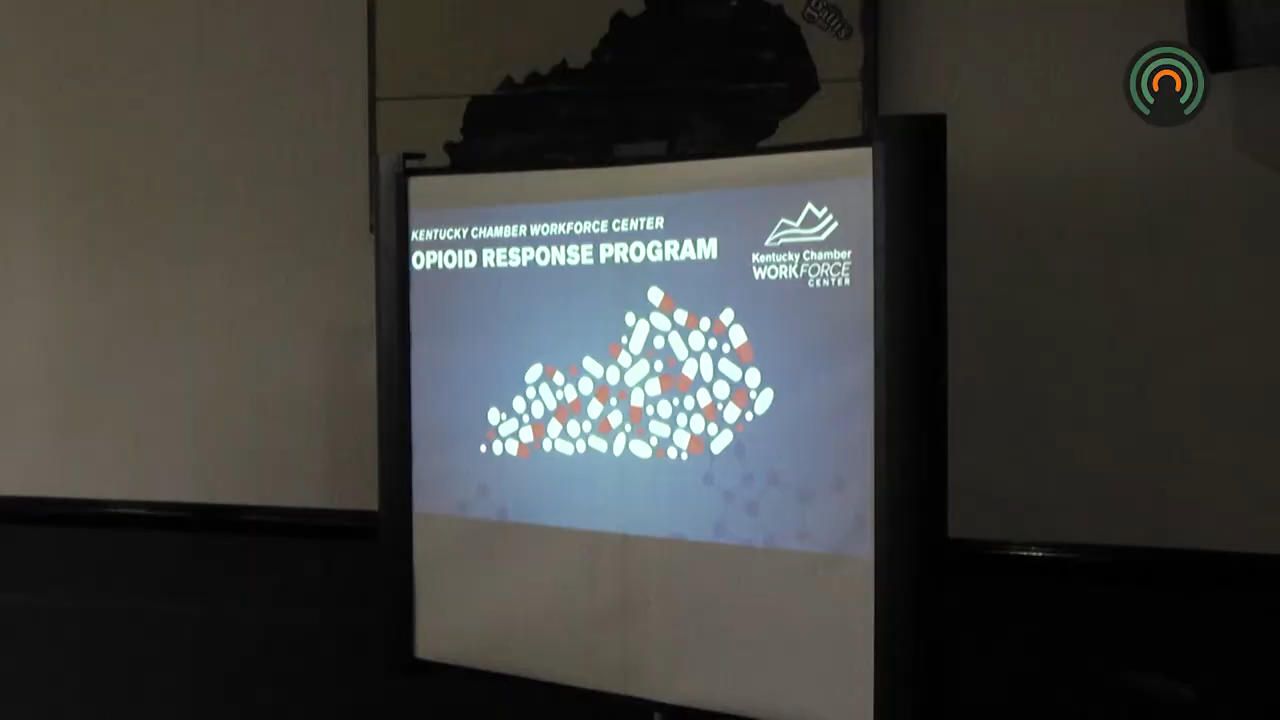 KENTUCKY CHAMBER WORKFORCE CENTER
OPIOID RESPONSE PROGRAM
Kentucky Chamber
WORKFORCE
CENTER